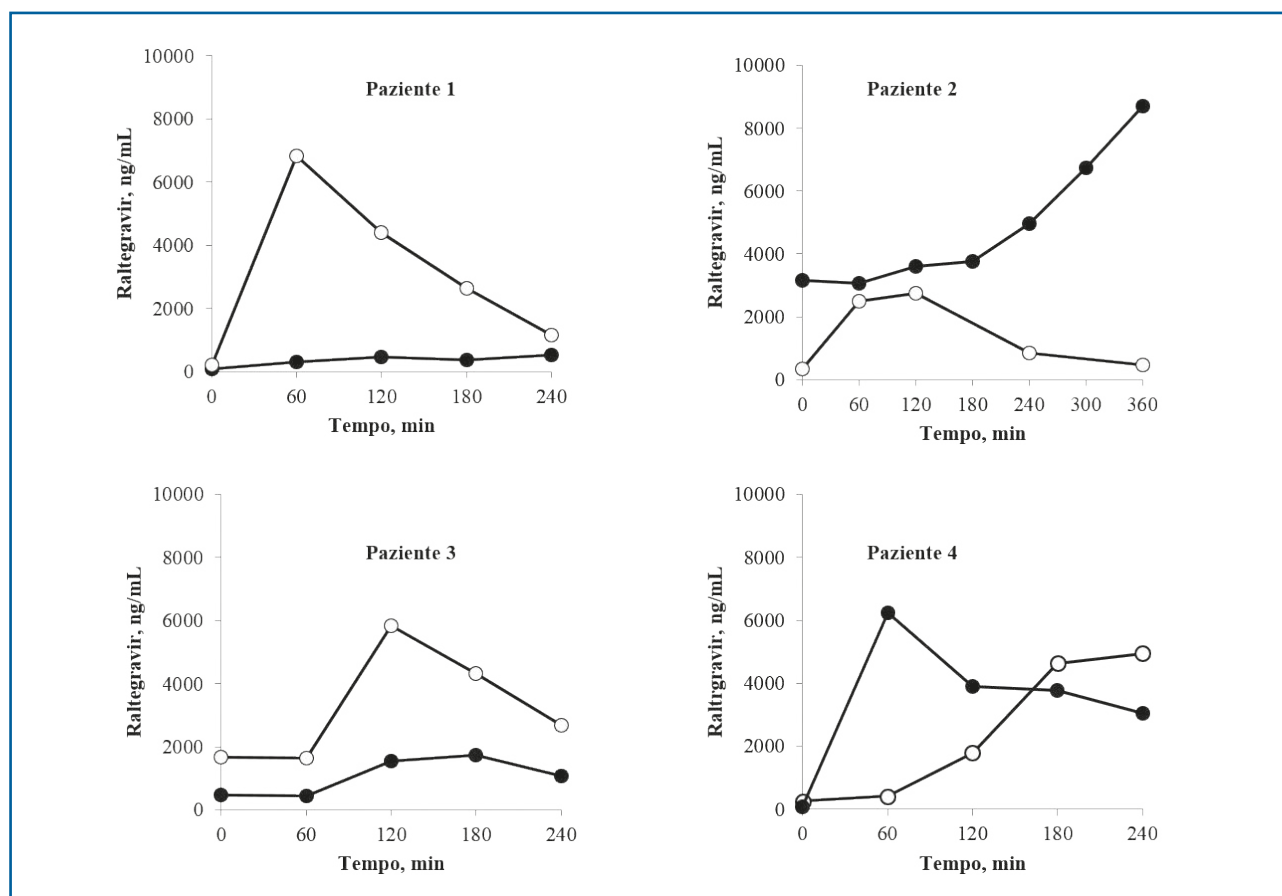 Paziente 1
Raltegravir, ng/mL
10000
8000
6000
4000
2000
0
0 60 120 180 240
Tempo, min
Paziente 2
Raltegravir, ng/mL
10000
8000
6000
4000
2000
0
0 60 120 180 240 300 360
Tempo, min
Paziente 3
Raltegravir, ng/mL
10000
8000
6000
4000
2000
0
0 60 120 180 240
Tempo, min
Paziente 4
Raltrgravir, ng/mL
10000
8000
6000
4000
2000
0
0 60 120 180 240
Tempo, min